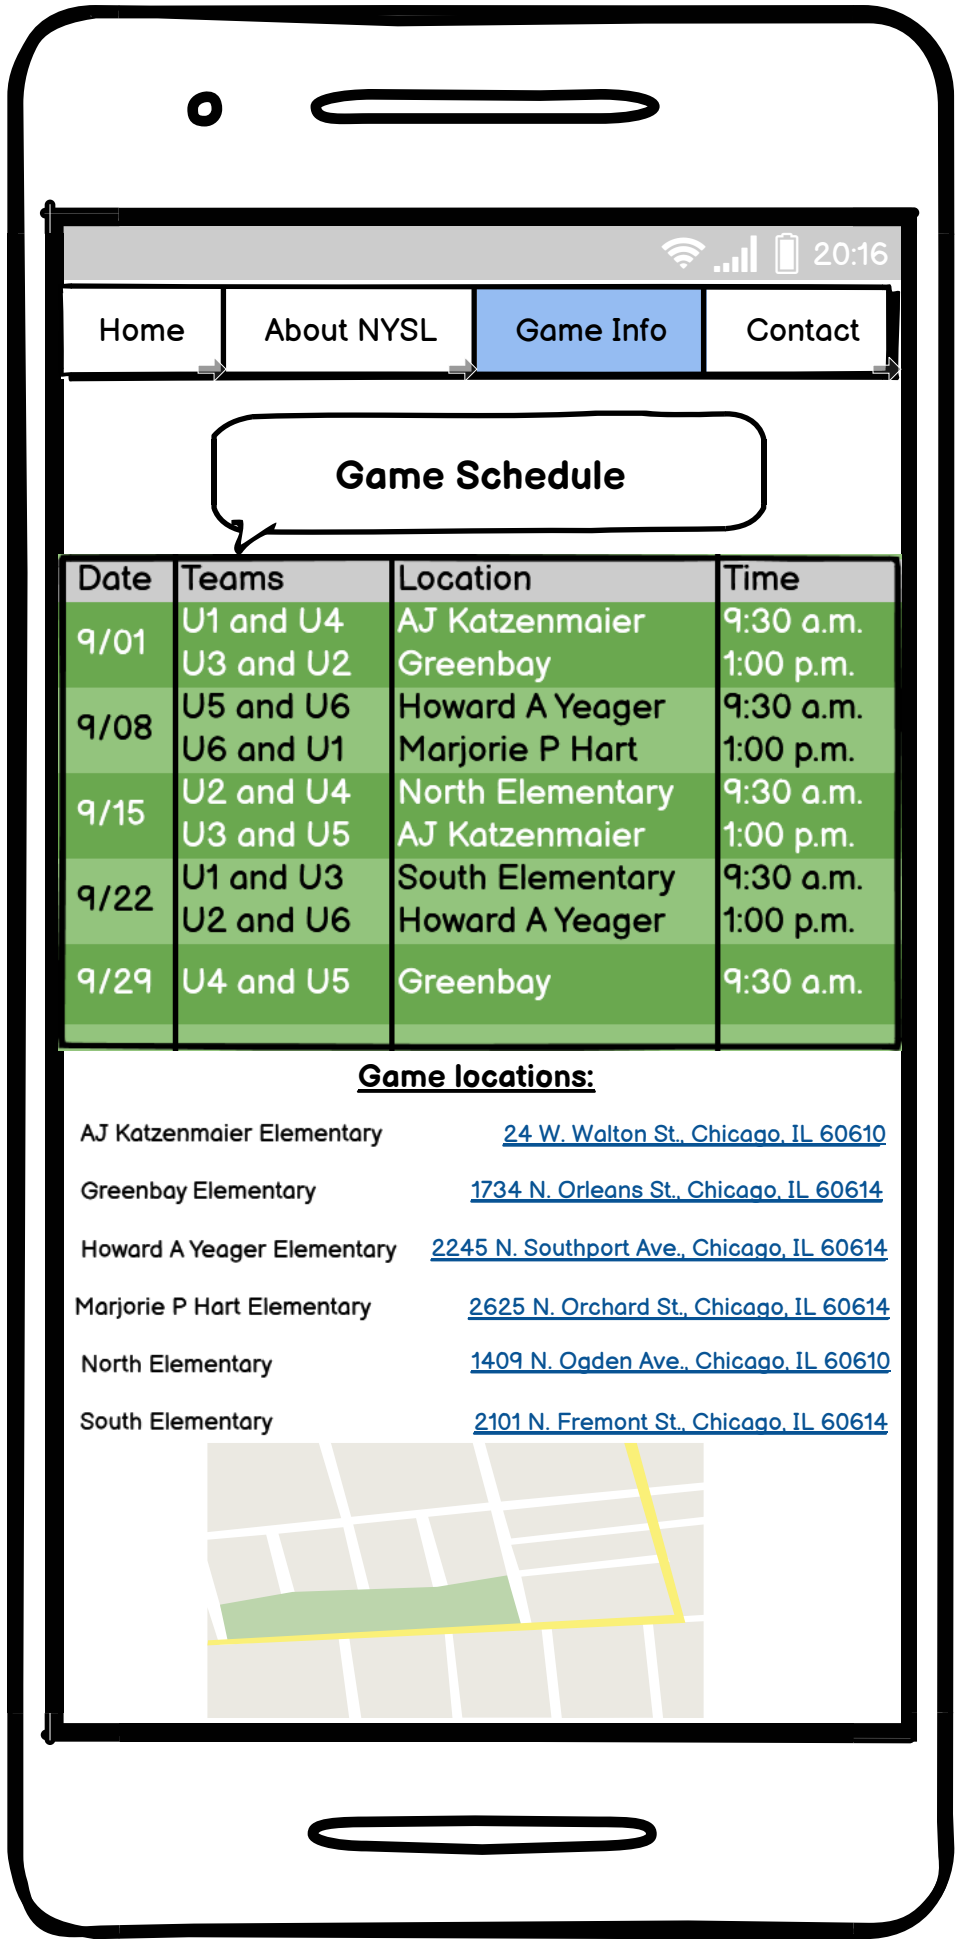 20:16
Home About NYSL Game Info Contact
Game Schedule
Date Teams Location Time
9/01 U1 and U4 AJ Katzenmaier 9:30 a.m.
U3 and U2 Greenbay 1:00 p.m.
9/08 U5 and U6 Howard A Yeager 9:30 a.m.
U6 and U1 Marjorie P Hart 1:00 p.m.
9/15 U2 and U4 North Elementary 9:30 a.m.
U3 and U5 AJ Katzenmaier 1:00 p.m.
9/22 U1 and U3 South Elementary 9:30 a.m.
U2 and U6 Howard A Yeager 1:00 p.m.
9/29 U4 and U5 Greenbay 9:30 a.m.
Game locations:
AJ Katzenmaier Elementary 24 W. Walton St., Chicago, IL 60610
Greenbay Elementary 1734 N. Orleans St., Chicago, IL 60614
Howard A Yeager Elementary 2245 N. Southport Ave., Chicago, IL 60614
Marjorie P Hart Elementary 2625 N. Orchard St., Chicago, IL 60614
North Elementary 1409 N. Ogden Ave., Chicago, IL 60610
South Elementary 2101 N. Fremont St., Chicago, IL 60614